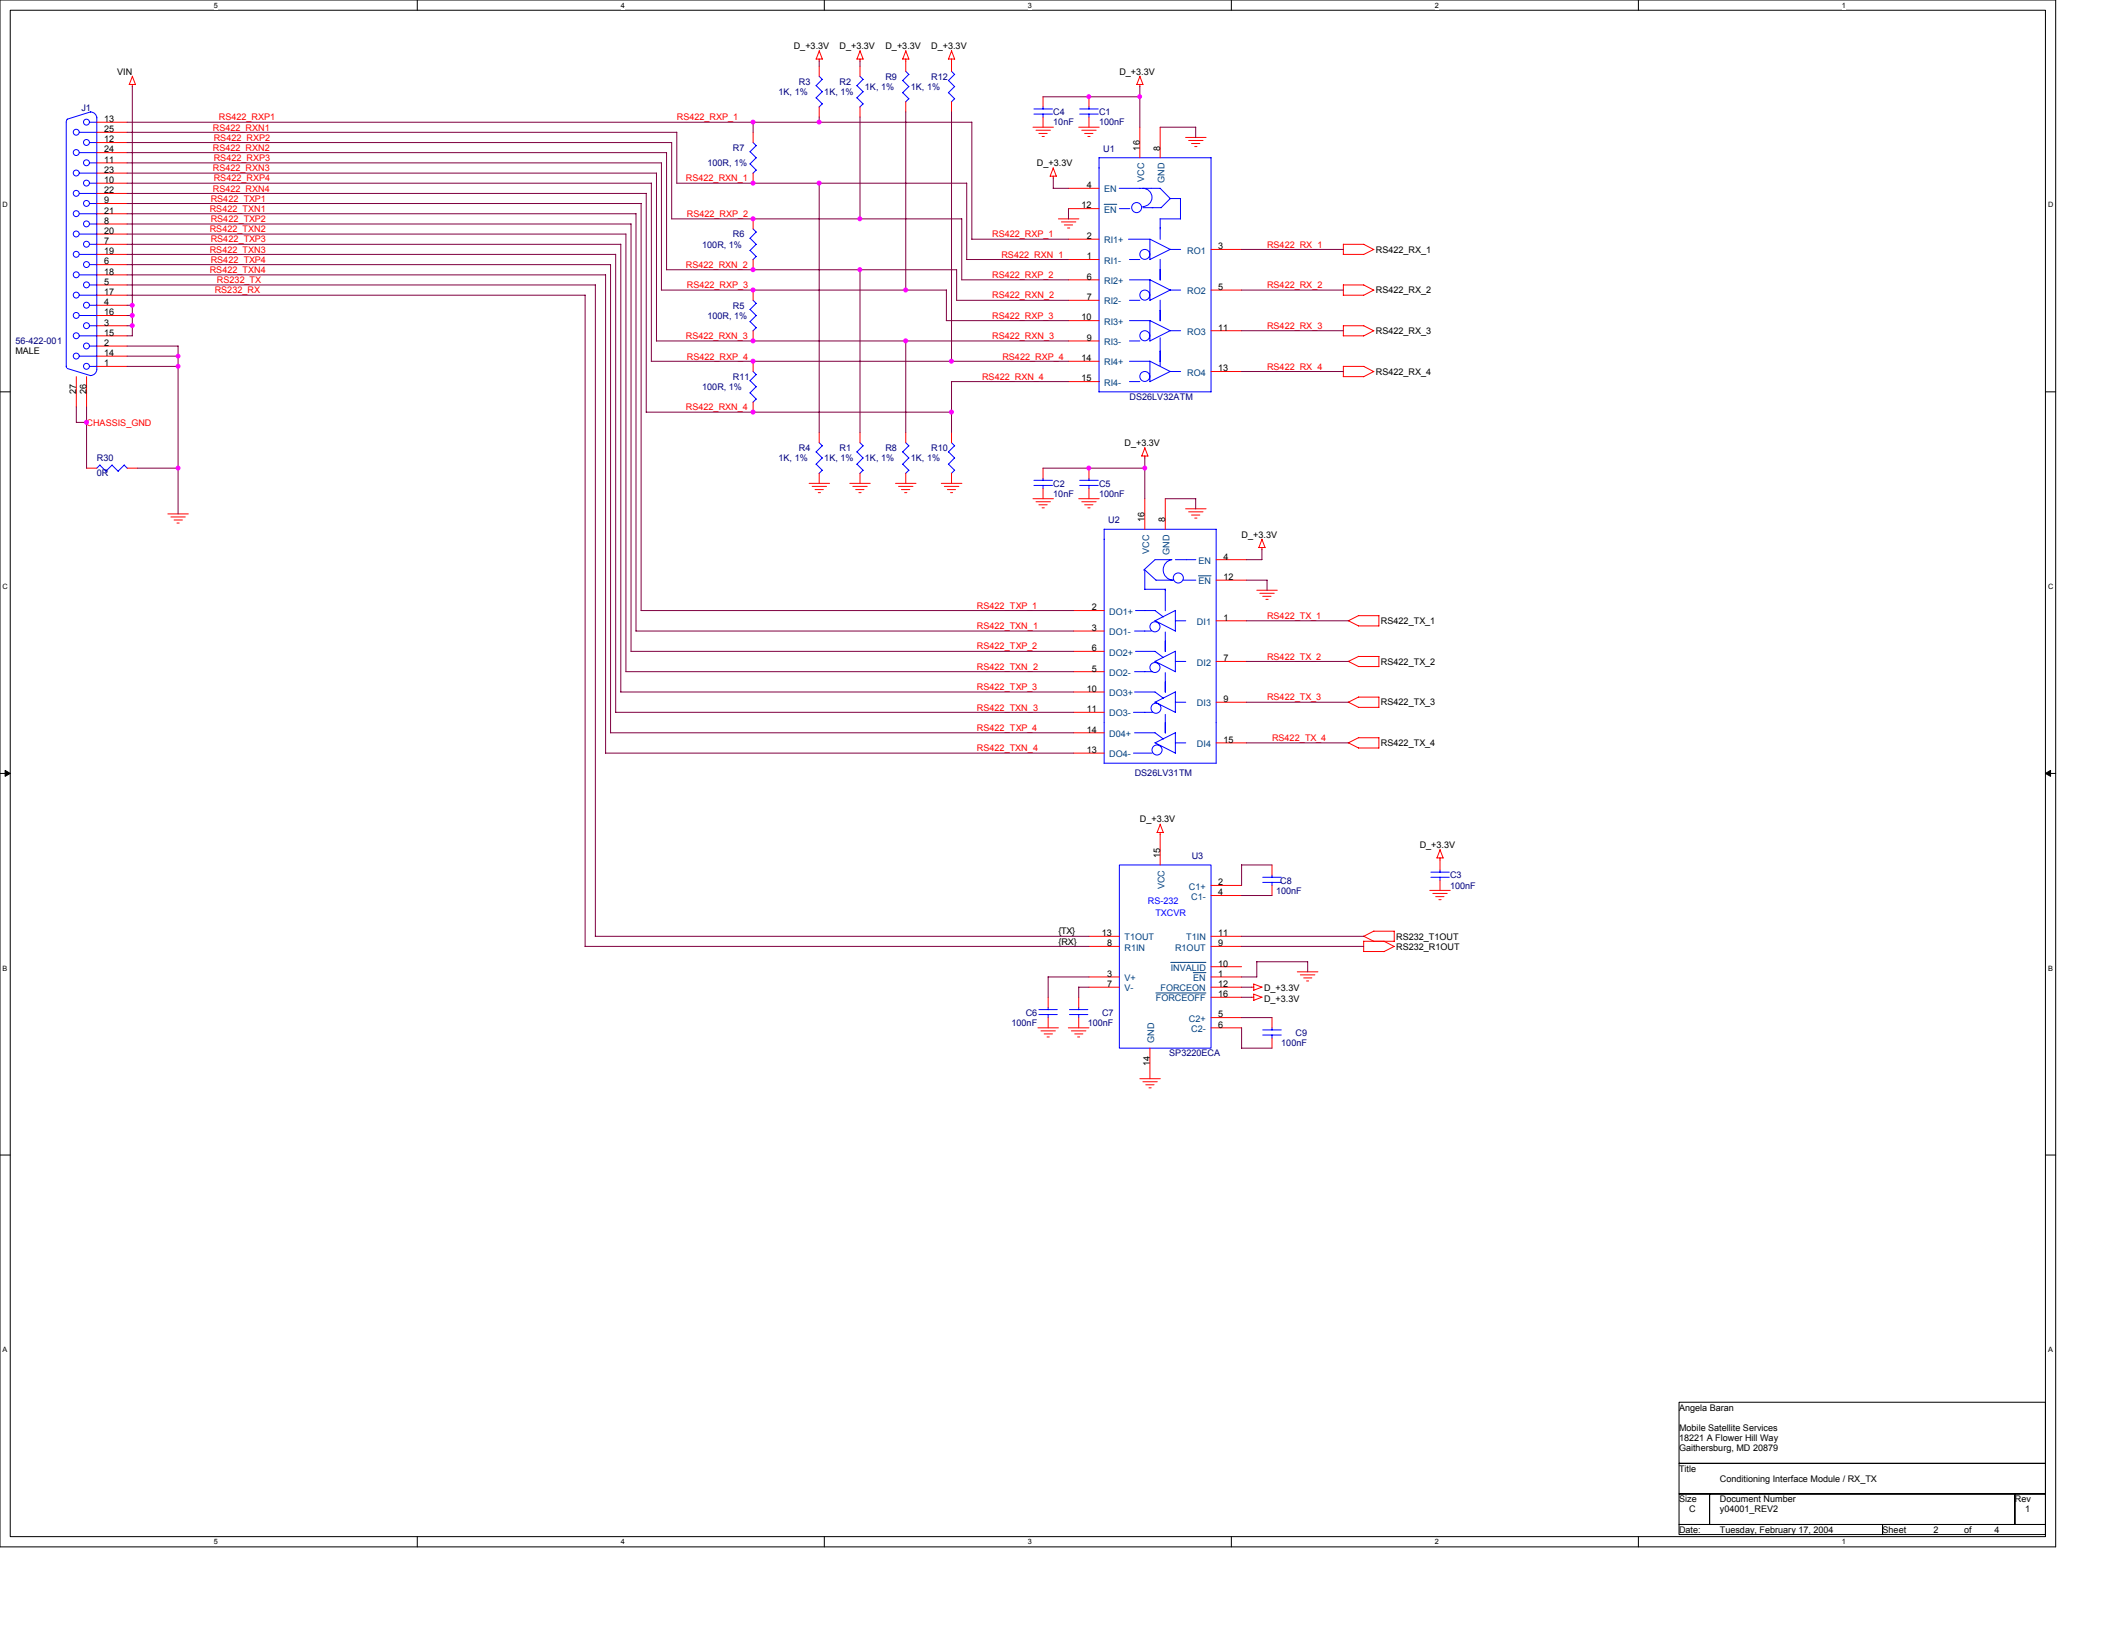 5 4 3 2 1
D_+3.3V D_+3.3V D_+3.3V D_+3.3V
VIN
R3
1K, 1%
R2
1K, 1%
R9
1K, 1%
R12
1K, 1%
D_+3.3V
C4
10nF
C1
100nF
J1
13 RS422_RXP1
25 RS422_RXN1
12 RS422_RXP2
24 RS422_RXN2
11 RS422_RXP3
23 RS422_RXN3
10 RS422_RXP4
22 RS422_RXN4
9 RS422_TXP1
21 RS422_TXN1
8 RS422_TXP2
20 RS422_TXN2
7 RS422_TXP3
19 RS422_TXN3
6 RS422_TXP4
18 RS422_TXN4
5 RS232_TX
17 RS232_RX
4
16
3
15
2
14
1
56-422-001
MALE
27 26
CHASSIS_GND
R30
0R
RS422_RXP_1
R7
100R, 1%
RS422_RXN_1
RS422_RXP_2
R6
100R, 1%
RS422_RXN_2
RS422_RXP_3
R5
100R, 1%
RS422_RXN_3
RS422_RXP_4
R11
100R, 1%
RS422_RXN_4
R4
1K, 1%
R1
1K, 1%
R8
1K, 1%
R10
1K, 1%
U1
16 8
VCC GND
D_+3.3V
4 EN
12 EN
RS422_RXP_1 2 RI1+
RS422_RXN_1 1 RI1-
RS422_RXP_2 6 RI2+
RS422_RXN_2 7 RI2-
RS422_RXP_3 10 RI3+
RS422_RXN_3 9 RI3-
RS422_RXP_4 14 RI4+
RS422_RXN_4 15 RI4-
RO1 3 RS422_RX_1 RS422_RX_1
RO2 5 RS422_RX_2 RS422_RX_2
RO3 11 RS422_RX_3 RS422_RX_3
RO4 13 RS422_RX_4 RS422_RX_4
DS26LV32ATM
D_+3.3V
C2
10nF
C5
100nF
U2
16 8
VCC GND
D_+3.3V
EN 4
EN 12
RS422_TXP_1 2 DO1+
RS422_TXN_1 3 DO1-
RS422_TXP_2 6 DO2+
RS422_TXN_2 5 DO2-
RS422_TXP_3 10 DO3+
RS422_TXN_3 11 DO3-
RS422_TXP_4 14 D04+
RS422_TXN_4 13 DO4-
DI1 1 RS422_TX_1 RS422_TX_1
DI2 7 RS422_TX_2 RS422_TX_2
DI3 9 RS422_TX_3 RS422_TX_3
DI4 15 RS422_TX_4 RS422_TX_4
DS26LV31TM
D_+3.3V
15
U3
VCC
RS-232
TXCVR
C1+ 2
C1- 4
C8
100nF
D_+3.3V
C3
100nF
{TX} 13 T1OUT
{RX} 8 R1IN
T1IN 11 RS232_T1OUT
R1OUT 9 RS232_R1OUT
INVALID 10
EN 1
FORCEON 12 D_+3.3V
FORCEOFF 16 D_+3.3V
3 V+
7 V-
C6
100nF
C7
100nF
C2+ 5
C2- 6
C9
100nF
GND
14
SP3220ECA
D D
C C
B B
A A
Angela Baran
Mobile Satellite Services
18221 A Flower Hill Way
Gaithersburg, MD 20879
Title
Conditioning Interface Module / RX_TX
Size Document Number Rev
C y04001_REV2 1
Date: Tuesday, February 17, 2004 Sheet 2 of 4
5 4 3 2 1